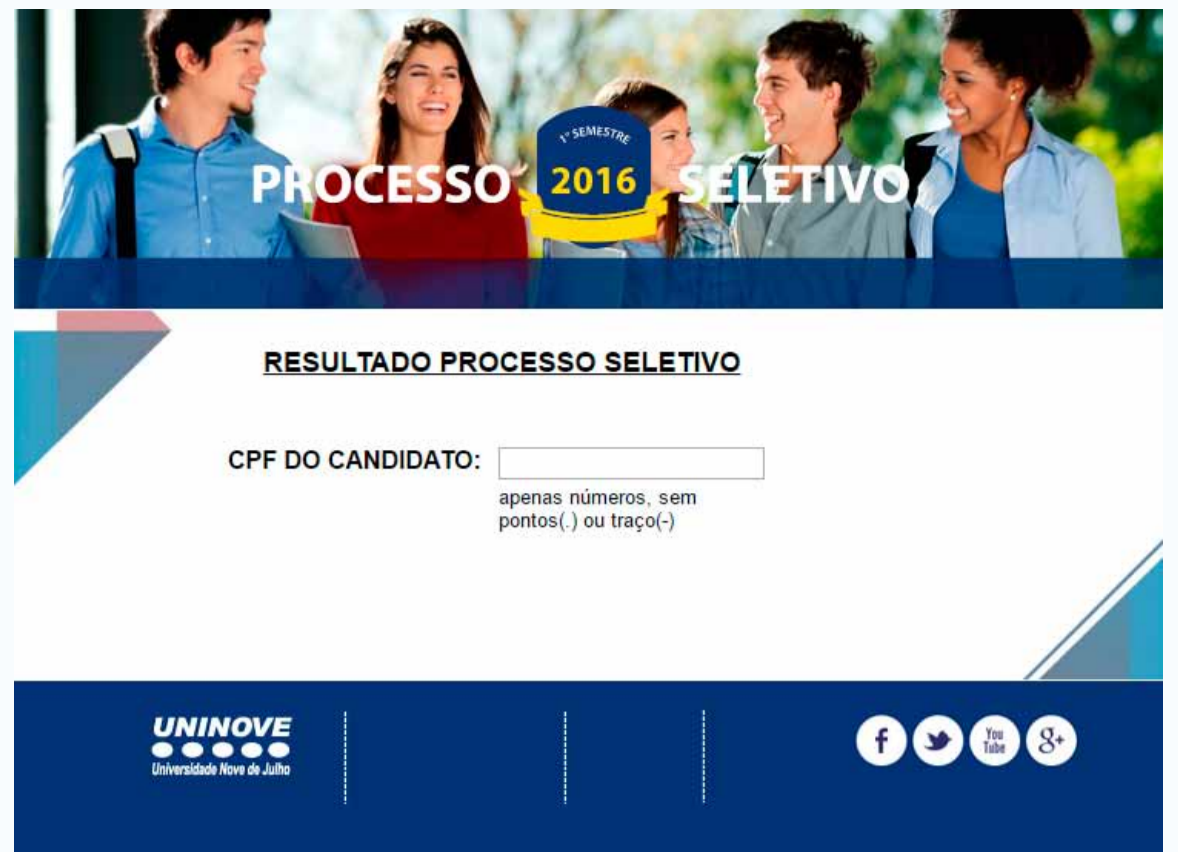 1º SEMESTRE
PROCESSO 2016 SELETIVO
RESULTADO PROCESSO SELETIVO
CPF DO CANDIDATO:
apenas números, sem
pontos(.) ou traço(-)
UNINOVE
Universidade Nove de Julho
f You Tube g+